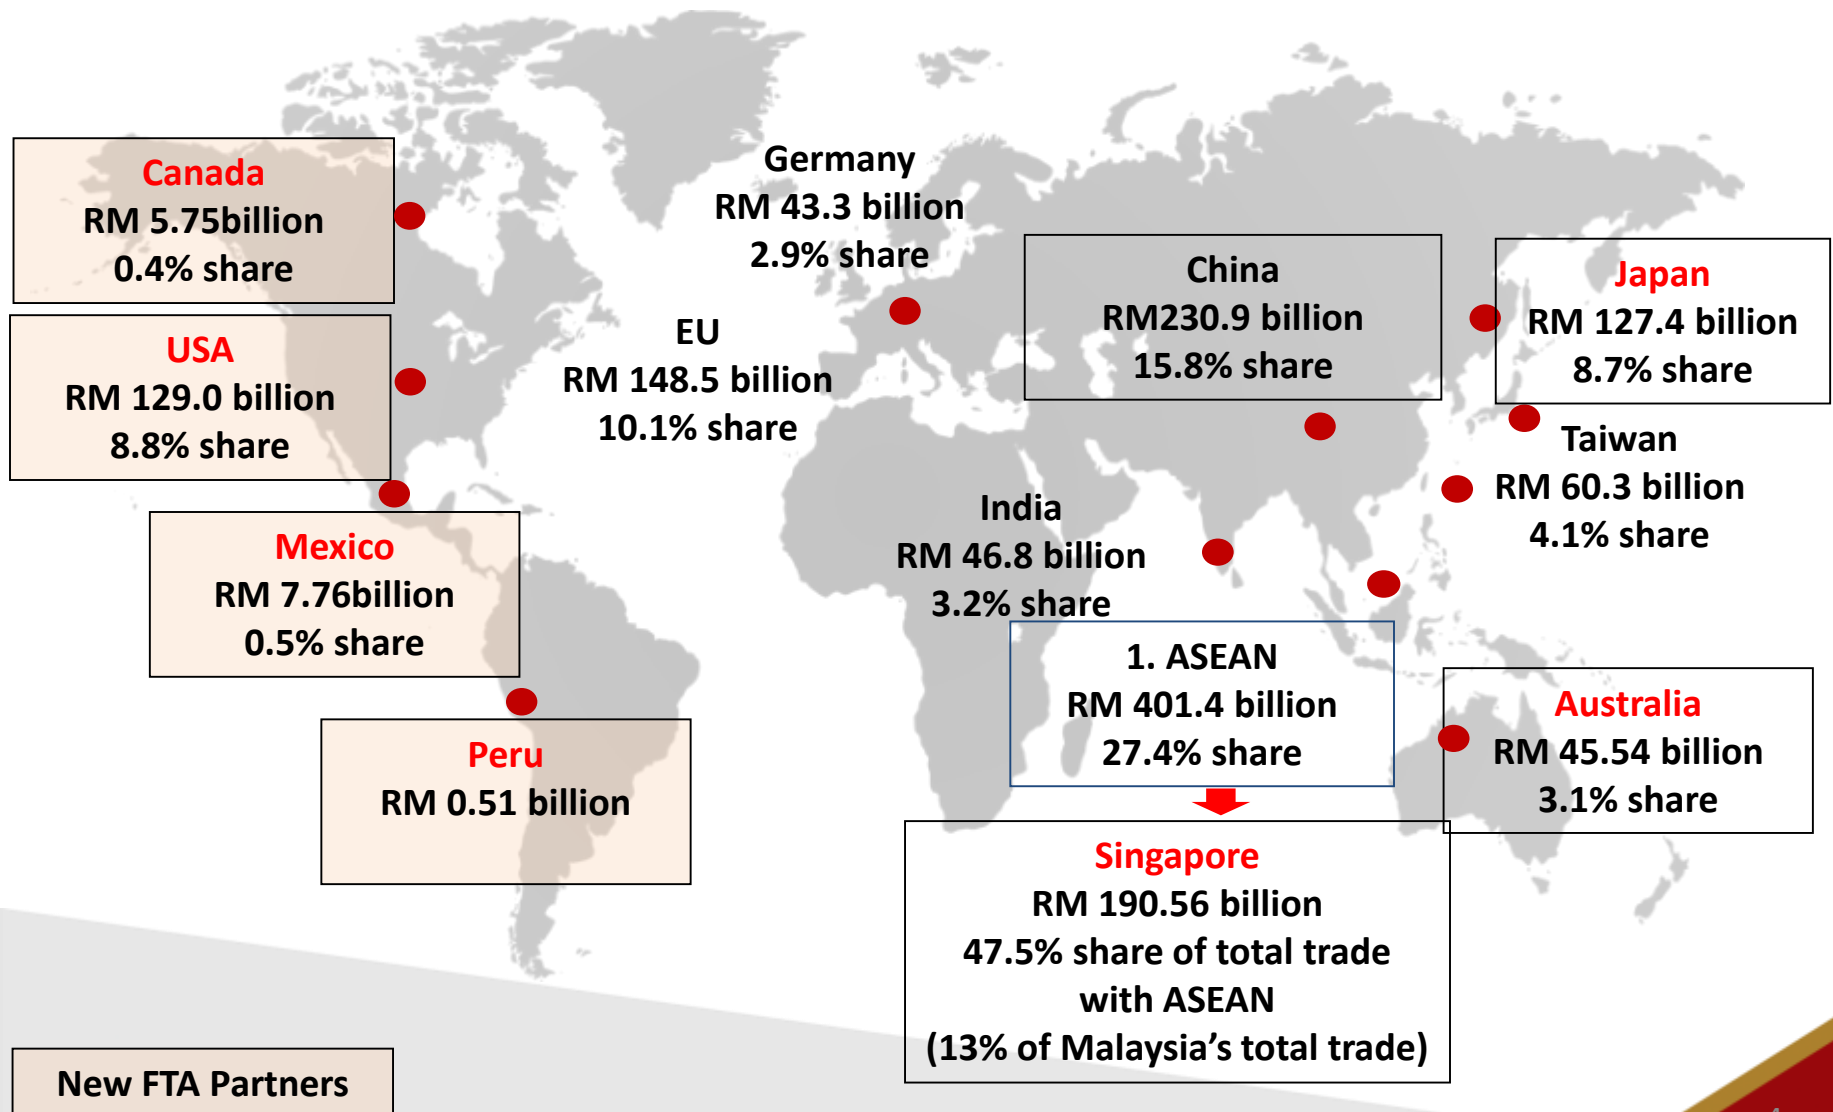 Canada
RM 5.75billion
0.4% share
USA
RM 129.0 billion
8.8% share
Mexico
RM 7.76billion
0.5% share
Peru
RM 0.51 billion
Germany
RM 43.3 billion
2.9% share
EU
RM 148.5 billion
10.1% share
China
RM230.9 billion
15.8% share
Japan
RM 127.4 billion
8.7% share
Taiwan
RM 60.3 billion
4.1% share
India
RM 46.8 billion
3.2% share
1. ASEAN
RM 401.4 billion
27.4% share
Australia
RM 45.54 billion
3.1% share
Singapore
RM 190.56 billion
47.5% share of total trade
with ASEAN
(13% of Malaysia's total trade)
New FTA Partners